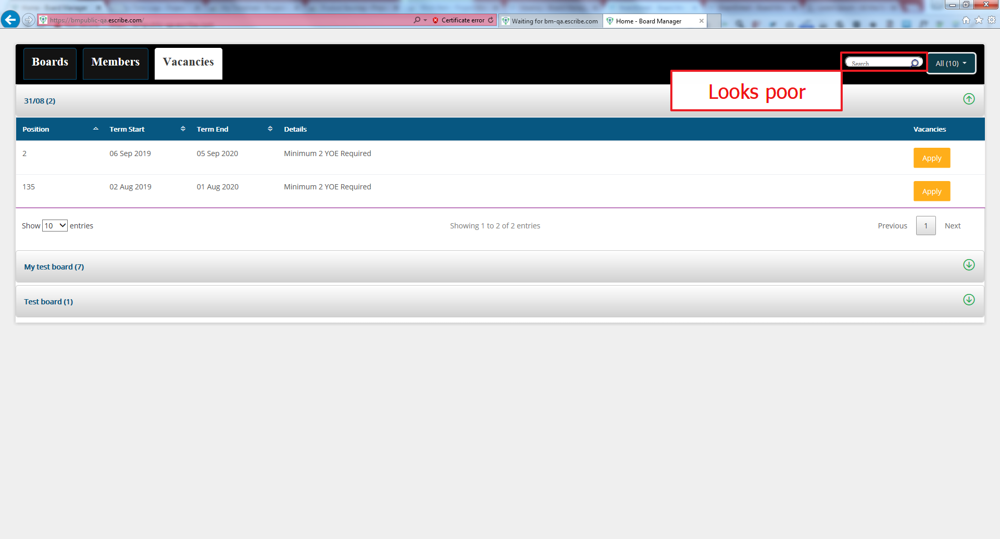 https://bmpublic-qa.escribe.com/
Certificate error
Waiting for bm-qa.escribe.com
Home - Board Manager
Boards
Members
Vacancies
Search
All (10)
Looks poor
31/08 (2)
Position Term Start Term End Details Vacancies
2 06 Sep 2019 05 Sep 2020 Minimum 2 YOE Required Apply
135 02 Aug 2019 01 Aug 2020 Minimum 2 YOE Required Apply
Show 10 entries
Showing 1 to 2 of 2 entries
Previous 1 Next
My test board (7)
Test board (1)